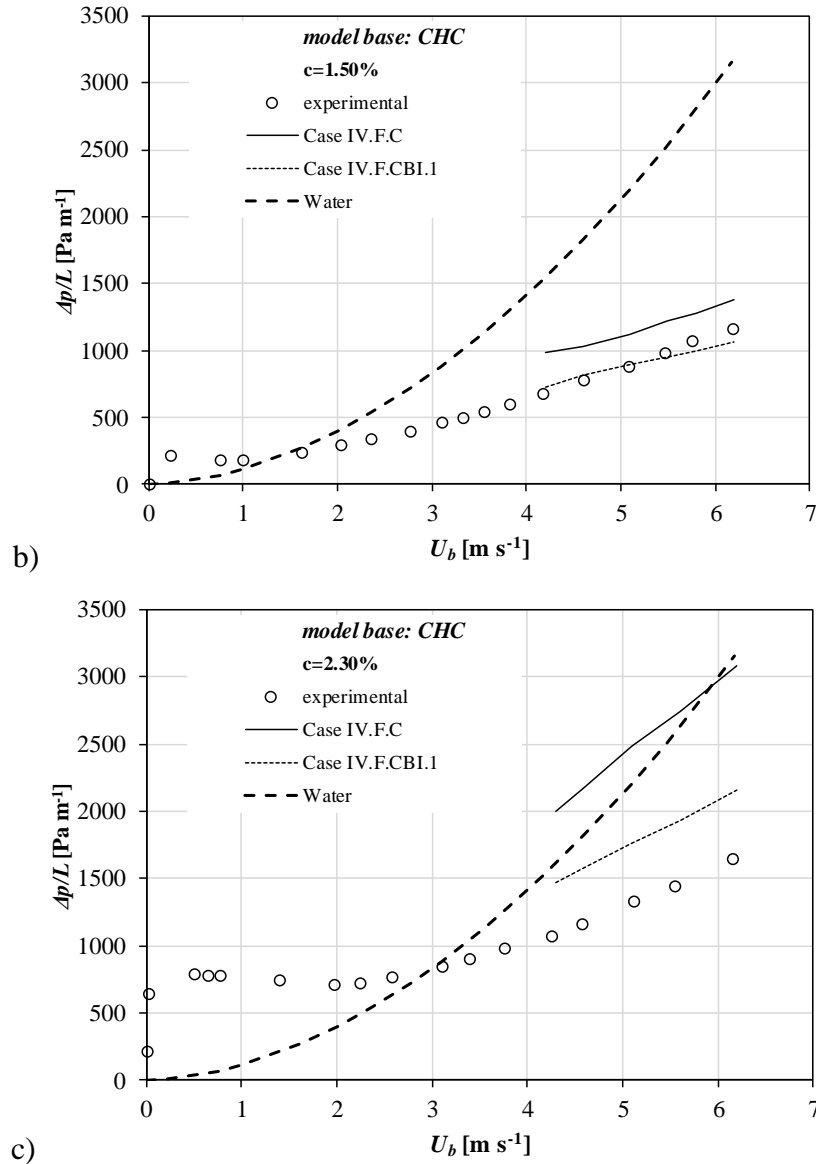 3500
3000
2500
2000
1500
1000
500
0
Δp/L [Pa m-1]
model base: CHC
c=1.50%
experimental
Case IV.F.C
Case IV.F.CBI.1
Water
0 1 2 3 4 5 6 7
Ub [m s-1]
b)
3500
3000
2500
2000
1500
1000
500
0
Δp/L [Pa m-1]
model base: CHC
c=2.30%
experimental
Case IV.F.C
Case IV.F.CBI.1
Water
0 1 2 3 4 5 6 7
Ub [m s-1]
c)